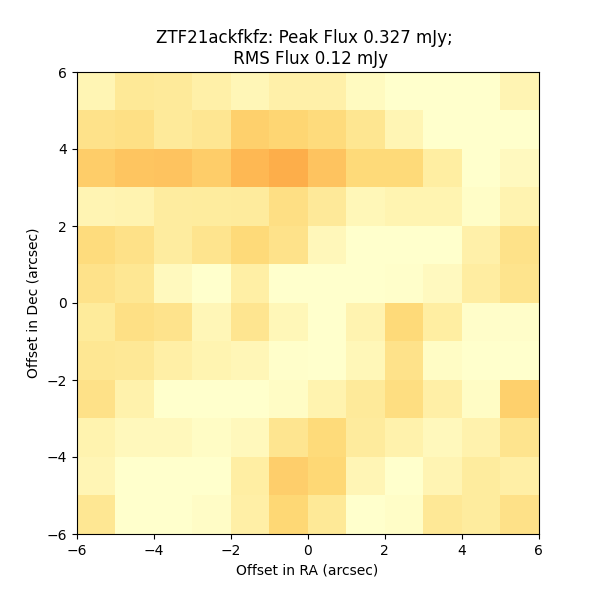 ZTF21ackfkfz: Peak Flux 0.327 mJy;
RMS Flux 0.12 mJy
6
4
2
0
−2
−4
−6
Offset in Dec (arcsec)
−6 −4 −2 0 2 4 6
Offset in RA (arcsec)